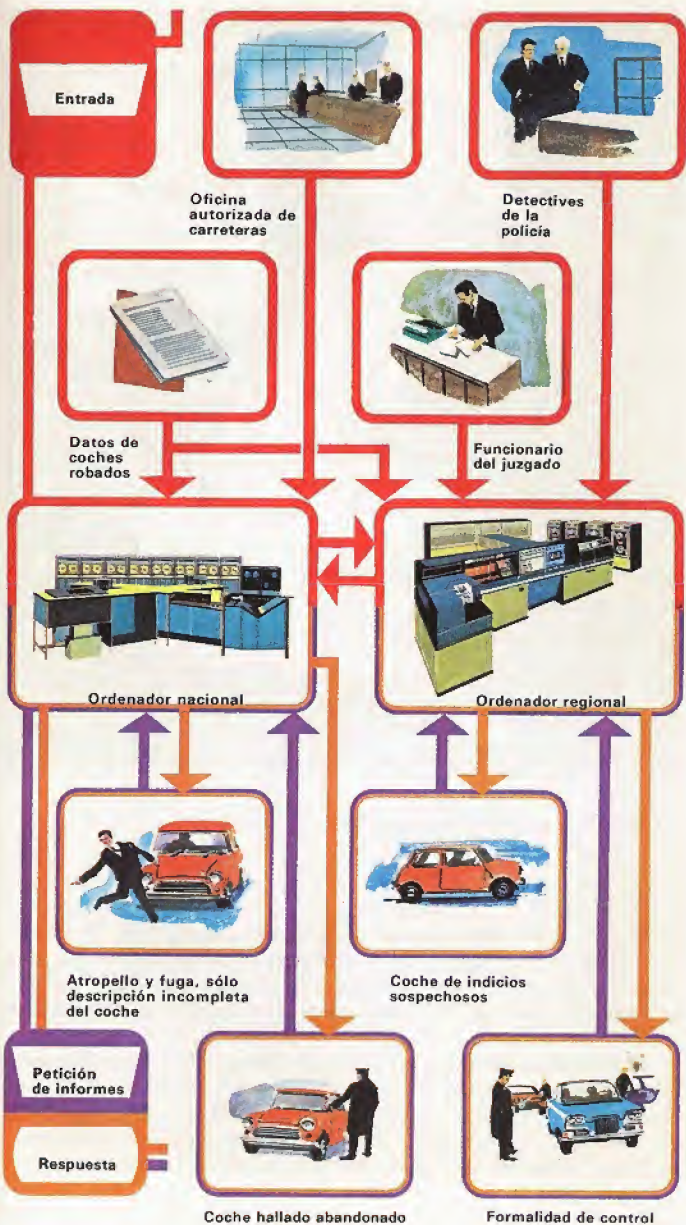 Entrada
Oficina
autorizada de
carreteras
Detectives
de la
policía
Datos de
coches
robados
Funcionario
del juzgado
Ordenador nacional
Ordenador regional
Atropello y fuga, sólo
descripción incompleta
del coche
Coche de indicios
sospechosos
Petición
de informes
Respuesta
Coche hallado abandonado
Formalidad de control